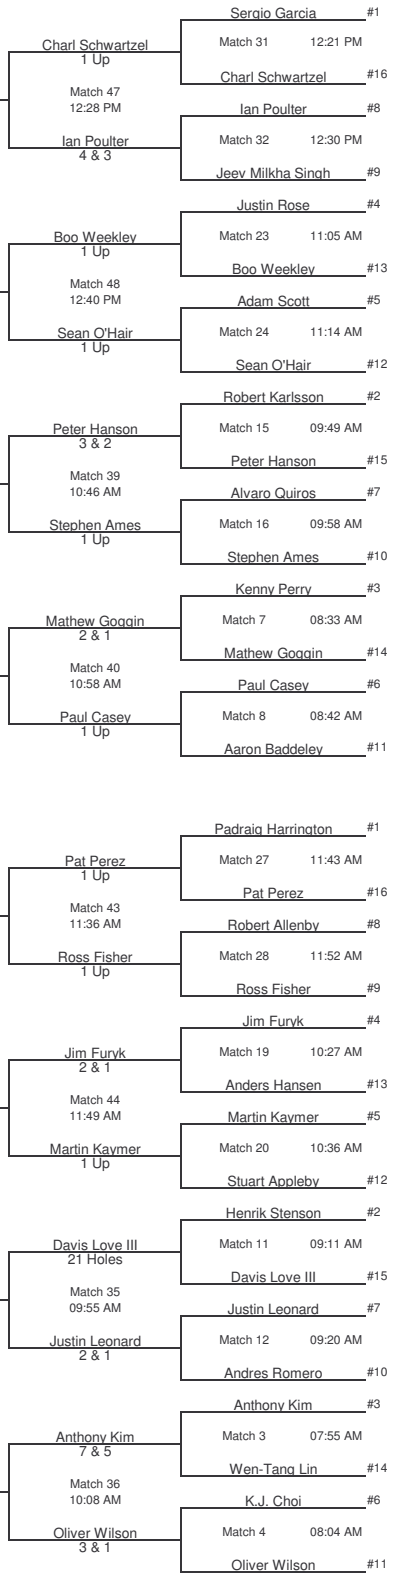 Sergio Garcia #1
Charl Schwartzel Match 31 12:21 PM
1 Up
Charl Schwartzel #16
Match 47
12:28 PM
Ian Poulter #8
Ian Poulter Match 32 12:30 PM
4 & 3
Jeev Milkha Singh #9
Justin Rose #4
Boo Weekley Match 23 11:05 AM
1 Up
Boo Weekley #13
Match 48
12:40 PM
Adam Scott #5
Sean O'Hair Match 24 11:14 AM
1 Up
Sean O'Hair #12
Robert Karlsson #2
Peter Hanson Match 15 09:49 AM
3 & 2
Peter Hanson #15
Match 39
10:46 AM
Alvaro Quiros #7
Stephen Ames Match 16 09:58 AM
1 Up
Stephen Ames #10
Kenny Perry #3
Mathew Goggin Match 7 08:33 AM
2 & 1
Mathew Goggin #14
Match 40
10:58 AM
Paul Casey #6
Paul Casey Match 8 08:42 AM
1 Up
Aaron Baddeley #11
Padraig Harrington #1
Pat Perez Match 27 11:43 AM
1 Up
Pat Perez #16
Match 43
11:36 AM
Robert Allenby #8
Ross Fisher Match 28 11:52 AM
1 Up
Ross Fisher #9
Jim Furyk #4
Jim Furyk Match 19 10:27 AM
2 & 1
Anders Hansen #13
Match 44
11:49 AM
Martin Kaymer #5
Martin Kaymer Match 20 10:36 AM
1 Up
Stuart Appleby #12
Henrik Stenson #2
Davis Love III Match 11 09:11 AM
21 Holes
Davis Love III #15
Match 35
09:55 AM
Justin Leonard #7
Justin Leonard Match 12 09:20 AM
2 & 1
Andres Romero #10
Anthony Kim #3
Anthony Kim Match 3 07:55 AM
7 & 5
Wen-Tang Lin #14
Match 36
10:08 AM
K.J. Choi #6
Oliver Wilson Match 4 08:04 AM
3 & 1
Oliver Wilson #11